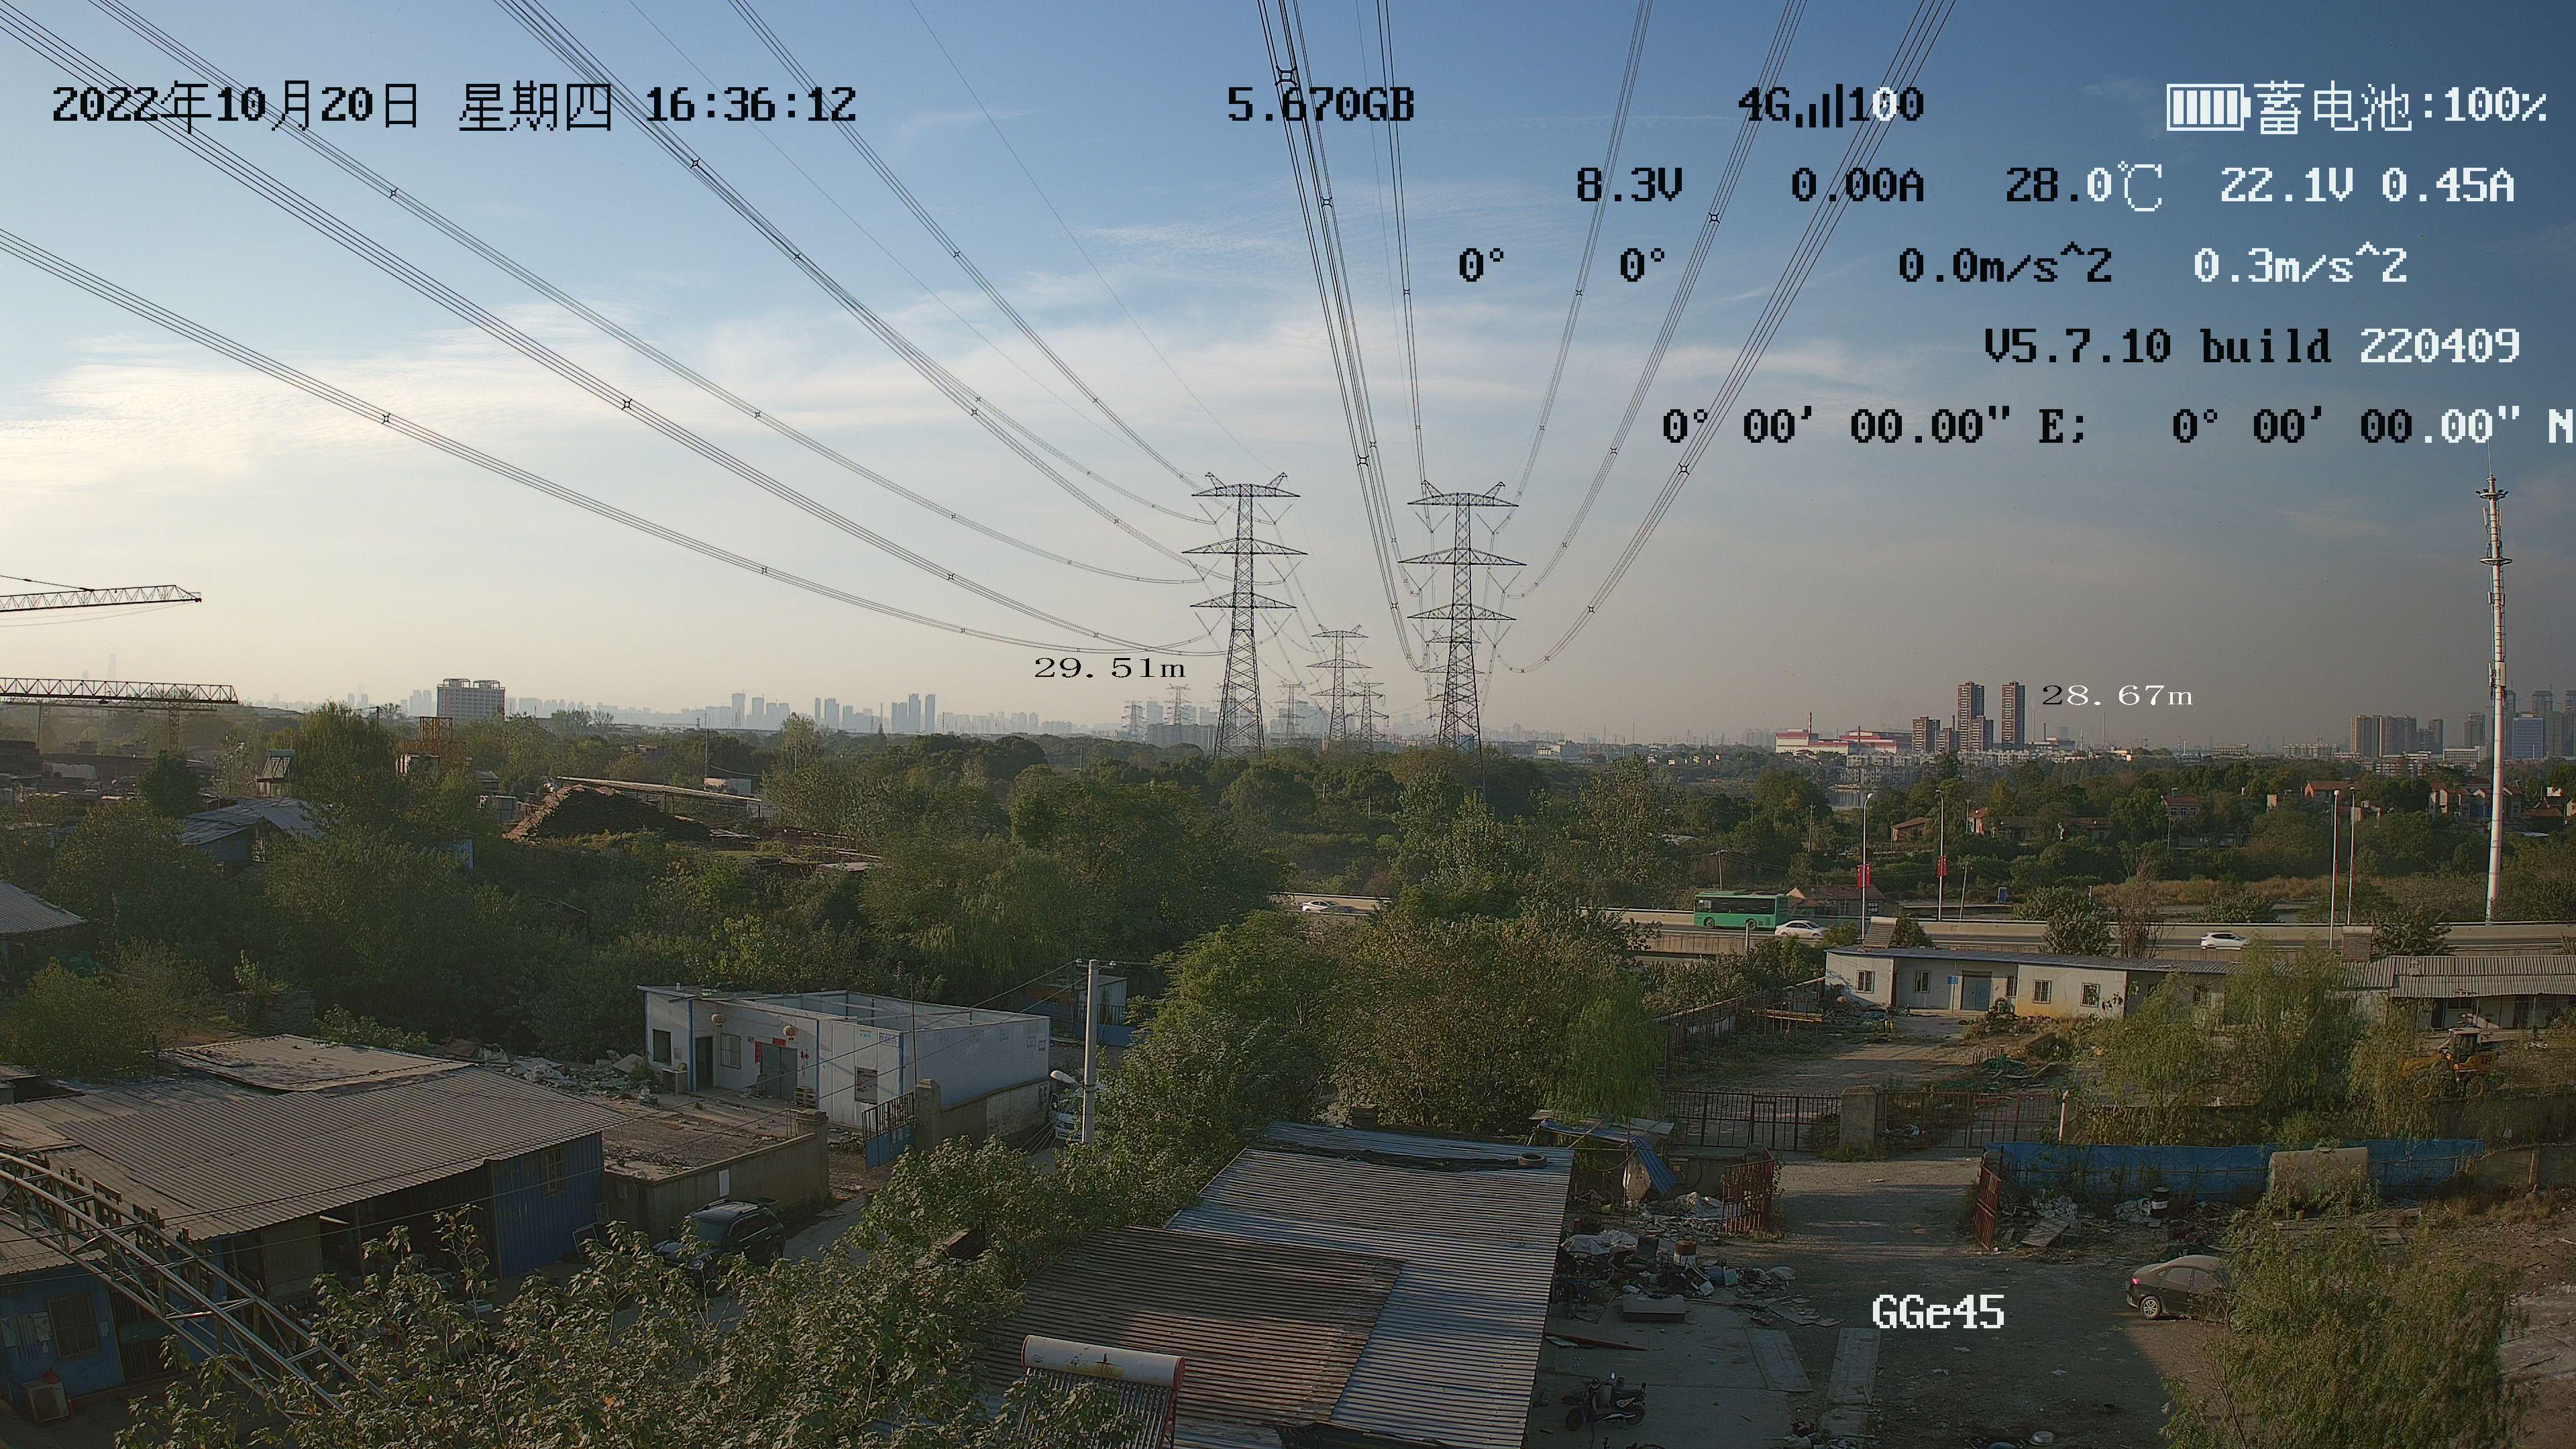 2022年10月20日 星期四 16:36:12 5.670GB 4G 100 蓄电池:100%
8.3V 0.00A 28.0℃ 22.1V 0.45A
0° 0° 0.0m/s^2 0.3m/s^2
V5.7.10 build 220409
0° 00' 00.00" E; 0° 00' 00.00" N
29.51m
28.67m
GGe45